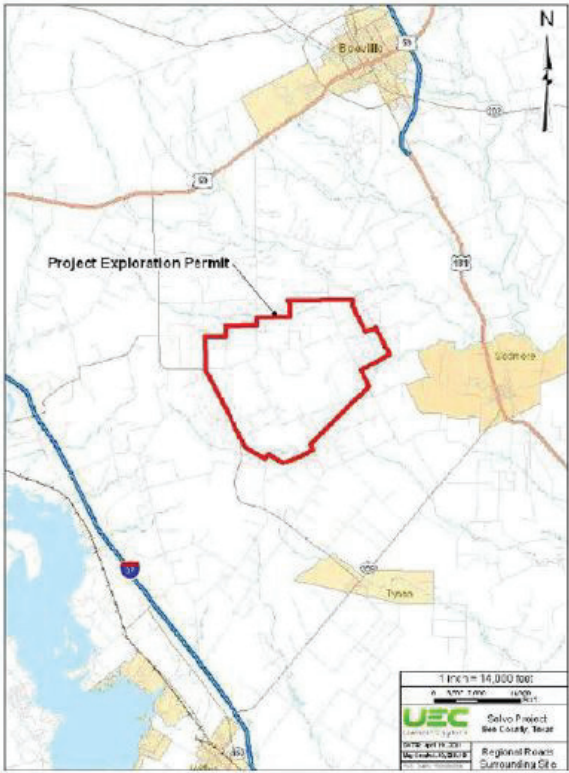 N
Beeville
59
202
59
181
Project Exploration Permit
Skidmore
37
359
Tynan
1 inch = 14,000 feet
UEC
Salvo Project
Bee County, Texas
Regional Roads
Surrounding Site